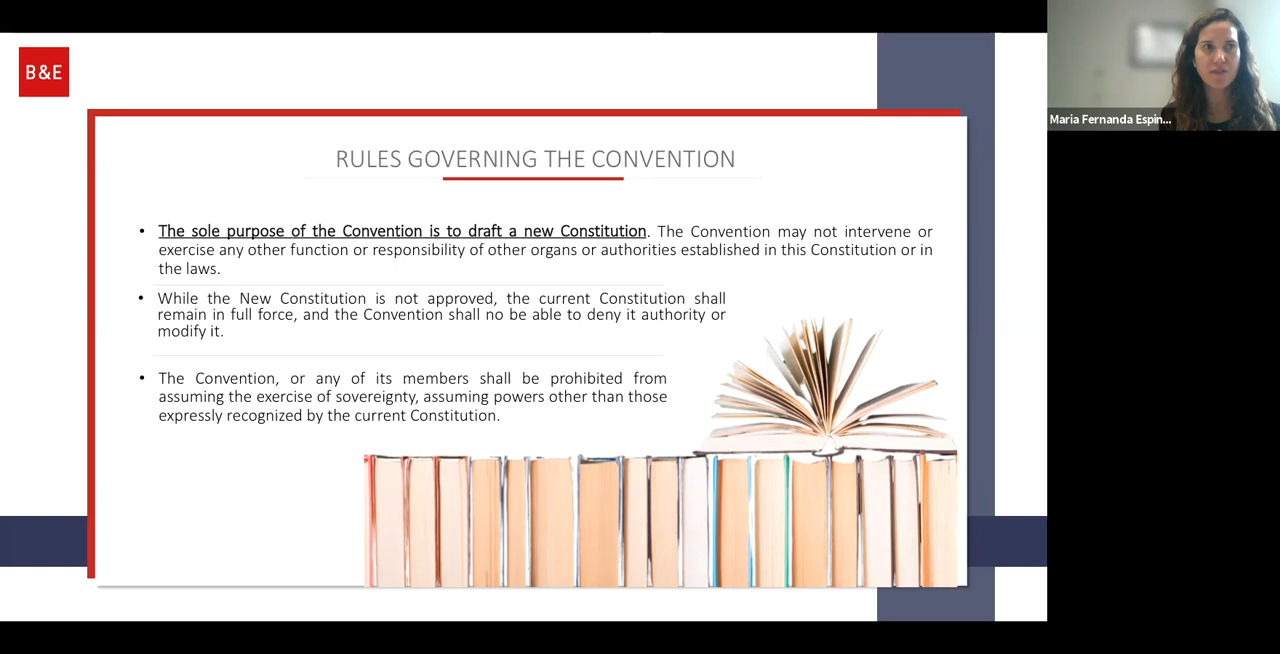 B&E
RULES GOVERNING THE CONVENTION
• The sole purpose of the Convention is to draft a new Constitution. The Convention may not intervene or
exercise any other function or responsibility of other organs or authorities established in this Constitution or in
the laws.
• While the New Constitution is not approved, the current Constitution shall
remain in full force, and the Convention shall no be able to deny it authority or
modify it.
• The Convention, or any of its members shall be prohibited from
assuming the exercise of sovereignty, assuming powers other than those
expressly recognized by the current Constitution.
Maria Fernanda Espin...